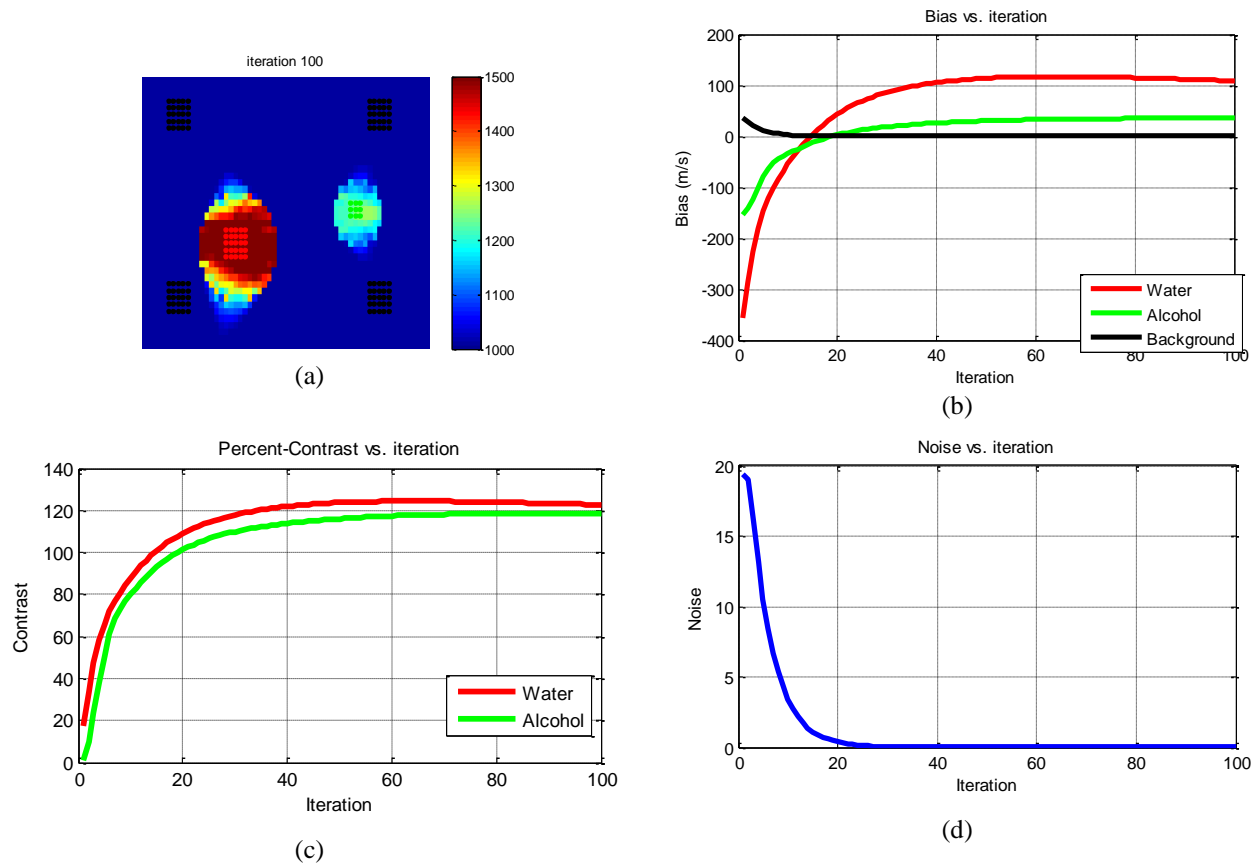 iteration 100
1500
1400
1300
1200
1100
1000
(a)
Bias vs. iteration
200
100
0
-100
-200
-300
-400
Bias (m/s)
Water
Alcohol
Background
0 20 40 60 80 100
Iteration
(b)
Percent-Contrast vs. iteration
140
120
100
80
60
40
20
0
Contrast
Water
Alcohol
0 20 40 60 80 100
Iteration
(c)
Noise vs. iteration
20
15
10
5
0
Noise
0 20 40 60 80 100
Iteration
(d)